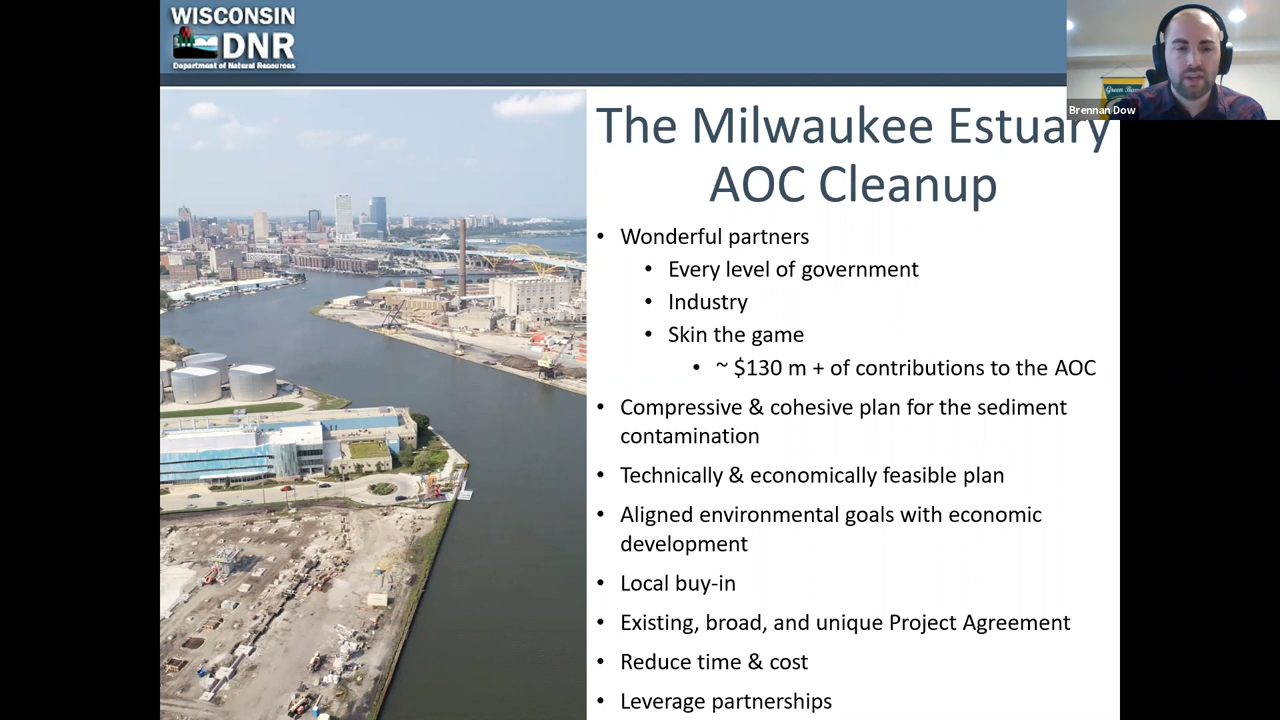 WISCONSIN
DNR
Department of Natural Resources
Green Bay
Brennan Dow
The Milwaukee Estuary
AOC Cleanup
• Wonderful partners
• Every level of government
• Industry
• Skin the game
• ~ $130 m + of contributions to the AOC
• Compressive & cohesive plan for the sediment
contamination
• Technically & economically feasible plan
• Aligned environmental goals with economic
development
• Local buy-in
• Existing, broad, and unique Project Agreement
• Reduce time & cost
• Leverage partnerships